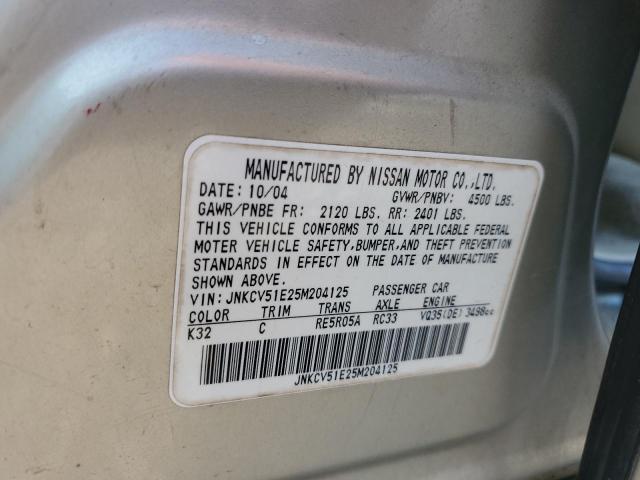 MANUFACTURED BY NISSAN MOTOR CO.,LTD.
DATE: 10/04 GVWR/PNBV: 4500 LBS.
GAWR/PNBE FR: 2120 LBS. RR: 2401 LBS.
THIS VEHICLE CONFORMS TO ALL APPLICABLE FEDERAL
MOTOR VEHICLE SAFETY,BUMPER,AND THEFT PREVENTION
STANDARDS IN EFFECT ON THE DATE OF MANUFACTURE
SHOWN ABOVE.
VIN: JNKCV51E25M204125 PASSENGER CAR
COLOR TRIM TRANS AXLE ENGINE
K32 C RE5R05A RC33 VQ35(DE) 3498cc
JNKCV51E25M204125